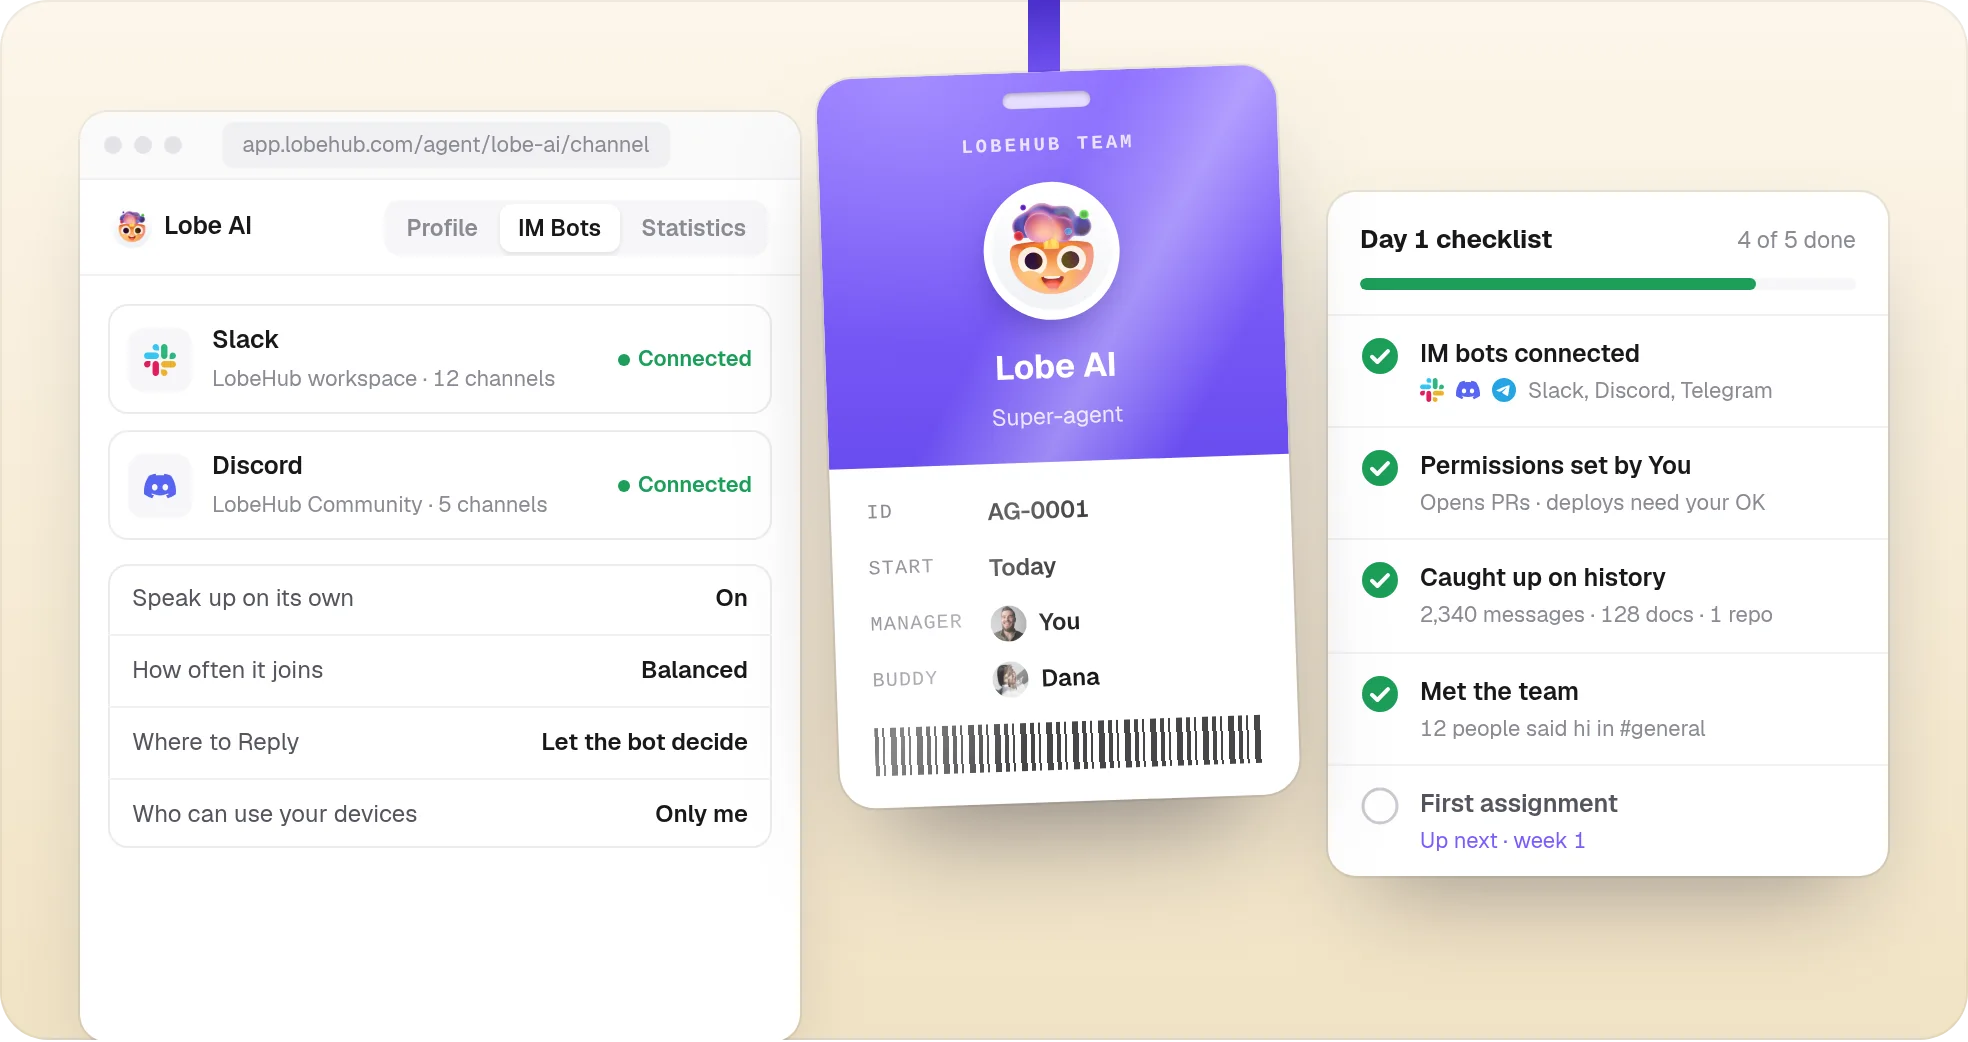 app.lobehub.com/agent/lobe-ai/channel
Lobe AI
Profile
IM Bots
Statistics
Slack
LobeHub workspace · 12 channels
Connected
Discord
LobeHub Community · 5 channels
Connected
Speak up on its own
On
How often it joins
Balanced
Where to Reply
Let the bot decide
Who can use your devices
Only me
LOBEHUB TEAM
Lobe AI
Super-agent
ID AG-0001
START Today
MANAGER You
BUDDY Dana
Day 1 checklist
4 of 5 done
IM bots connected
Slack, Discord, Telegram
Permissions set by You
Opens PRs · deploys need your OK
Caught up on history
2,340 messages · 128 docs · 1 repo
Met the team
12 people said hi in #general
First assignment
Up next · week 1